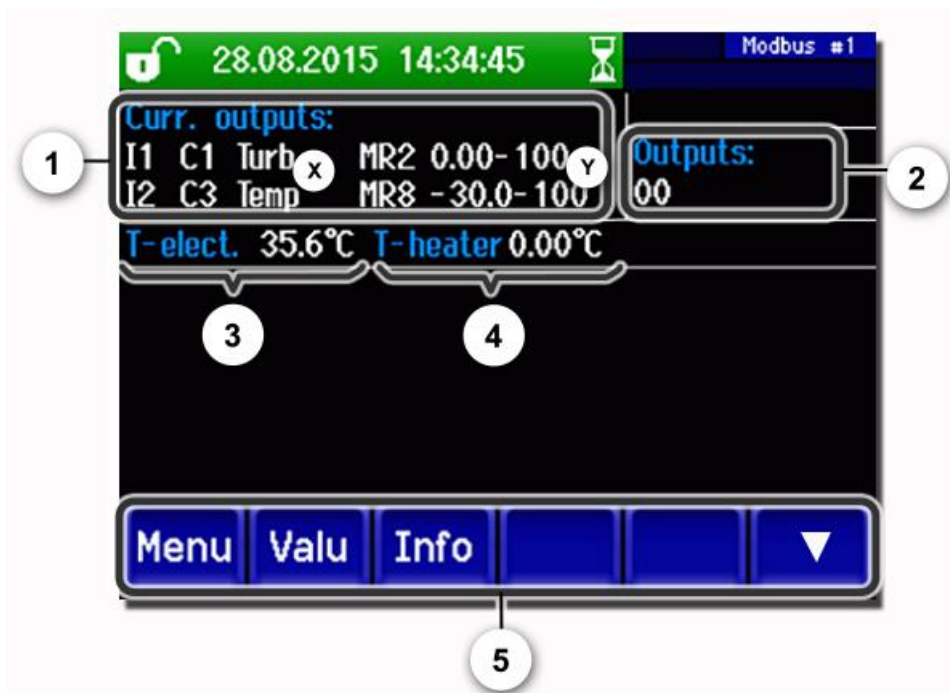 28.08.2015 14:34:45
Modbus #1
Curr. outputs:
I1 C1 Turb X MR2 0.00-100 Y
I2 C3 Temp MR8 -30.0-100
Outputs:
00
T-elect. 35.6°C T-heater 0.00°C
1
2
3
4
Menu Valu Info
5